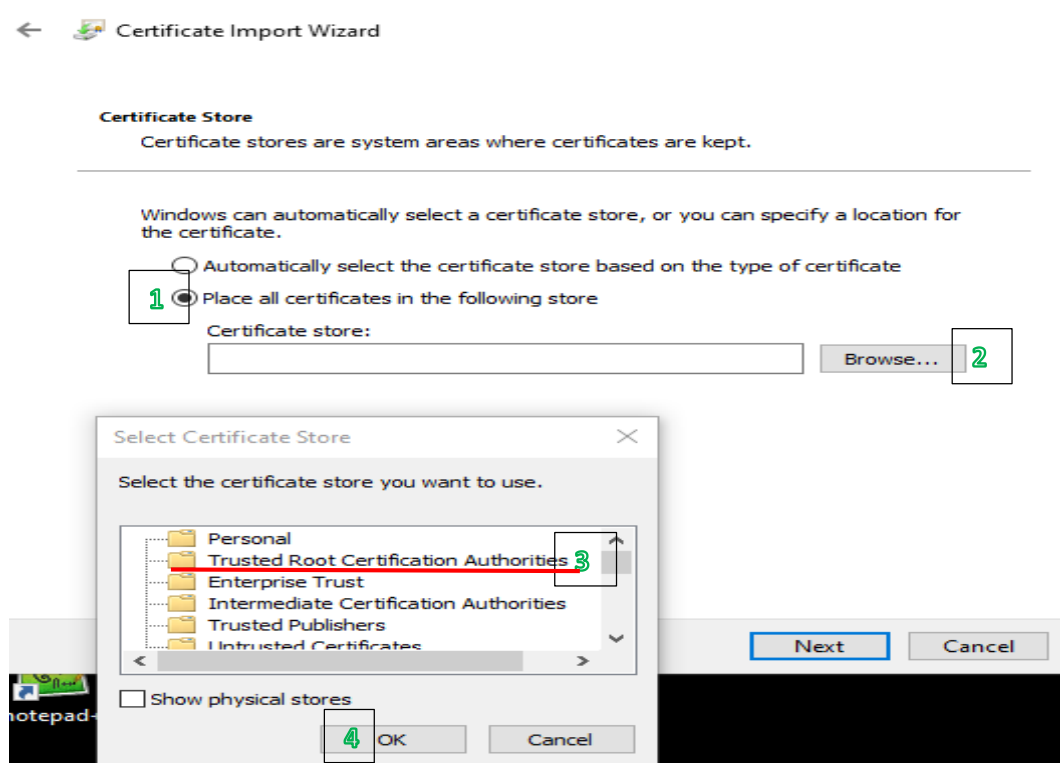 Certificate Import Wizard
Certificate Store
Certificate stores are system areas where certificates are kept.
Windows can automatically select a certificate store, or you can specify a location for
the certificate.
Automatically select the certificate store based on the type of certificate
1 Place all certificates in the following store
Certificate store:
Browse... 2
Select Certificate Store
Select the certificate store you want to use.
Personal
Trusted Root Certification Authorities 3
Enterprise Trust
Intermediate Certification Authorities
Trusted Publishers
Untrusted Certificates
Next Cancel
notepad+
Show physical stores
4 OK Cancel